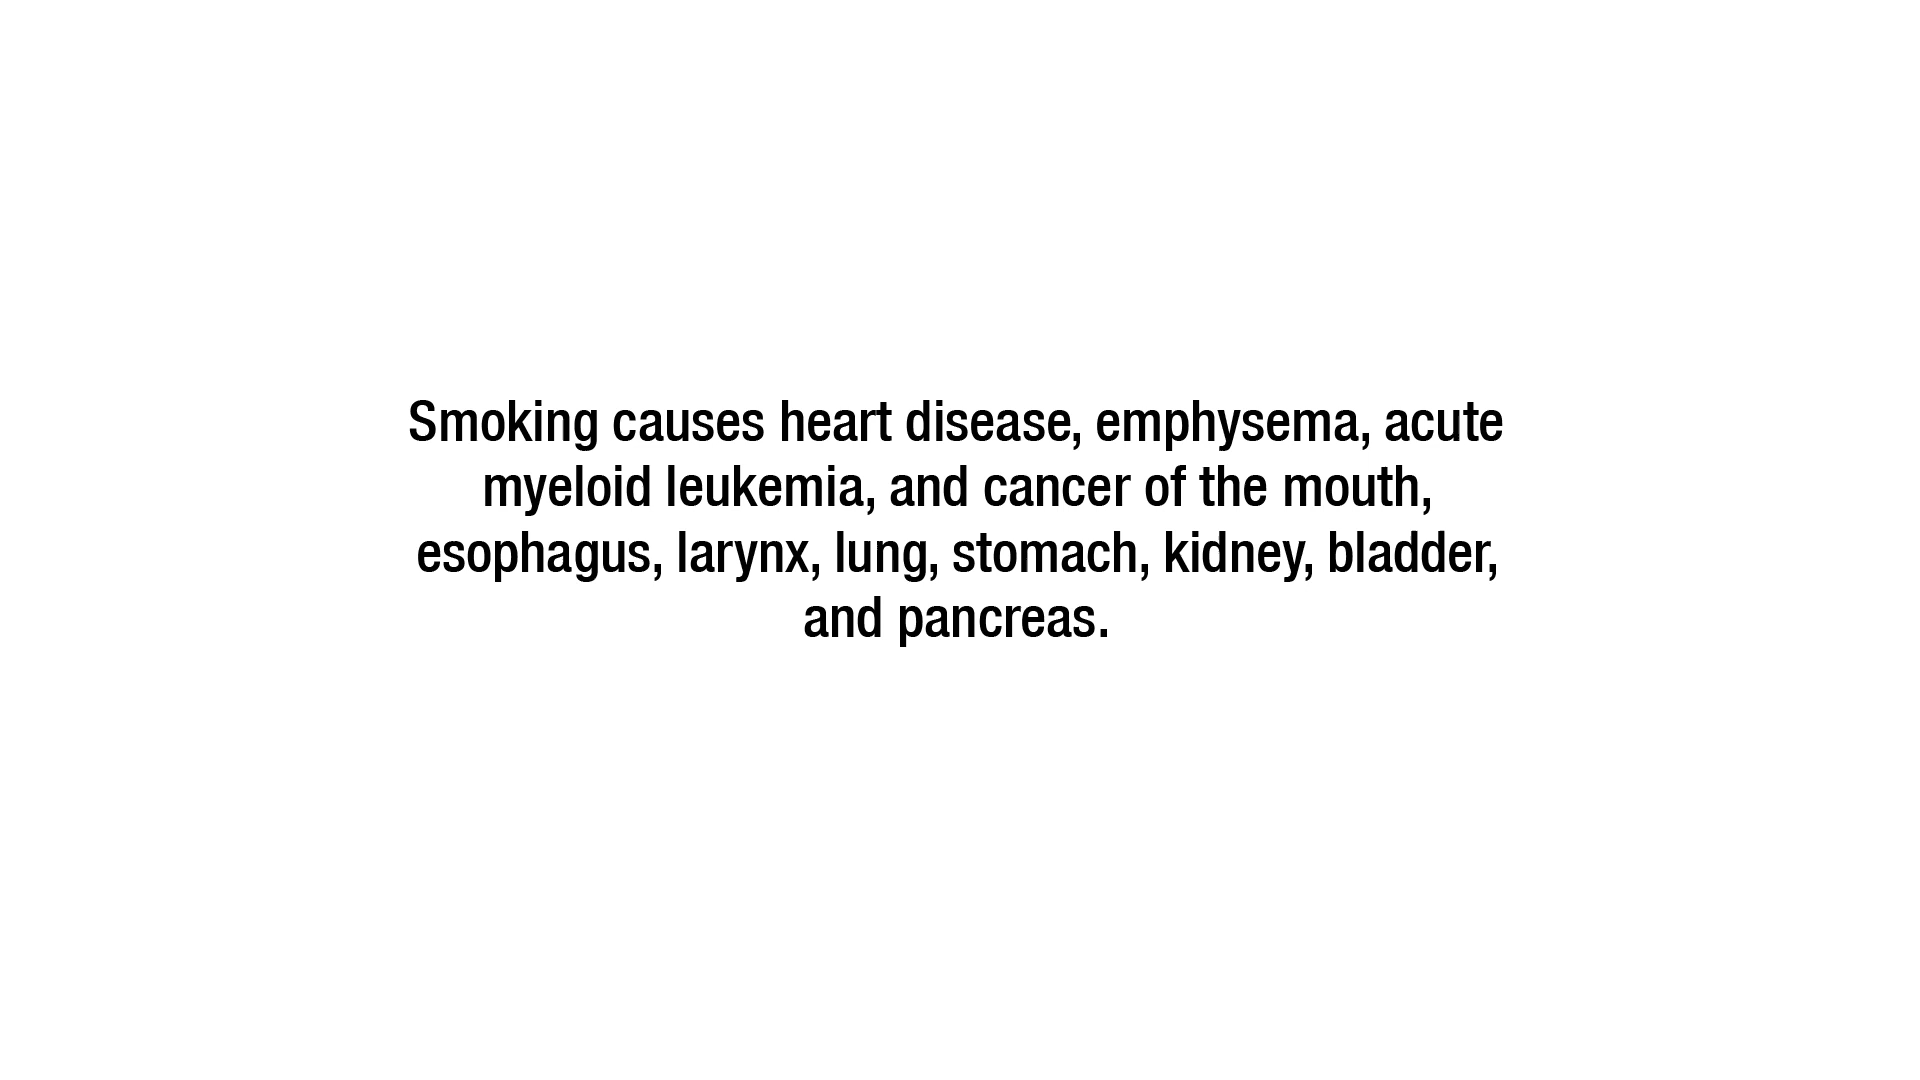 Smoking causes heart disease, emphysema, acute
myeloid leukemia, and cancer of the mouth,
esophagus, larynx, lung, stomach, kidney, bladder,
and pancreas.